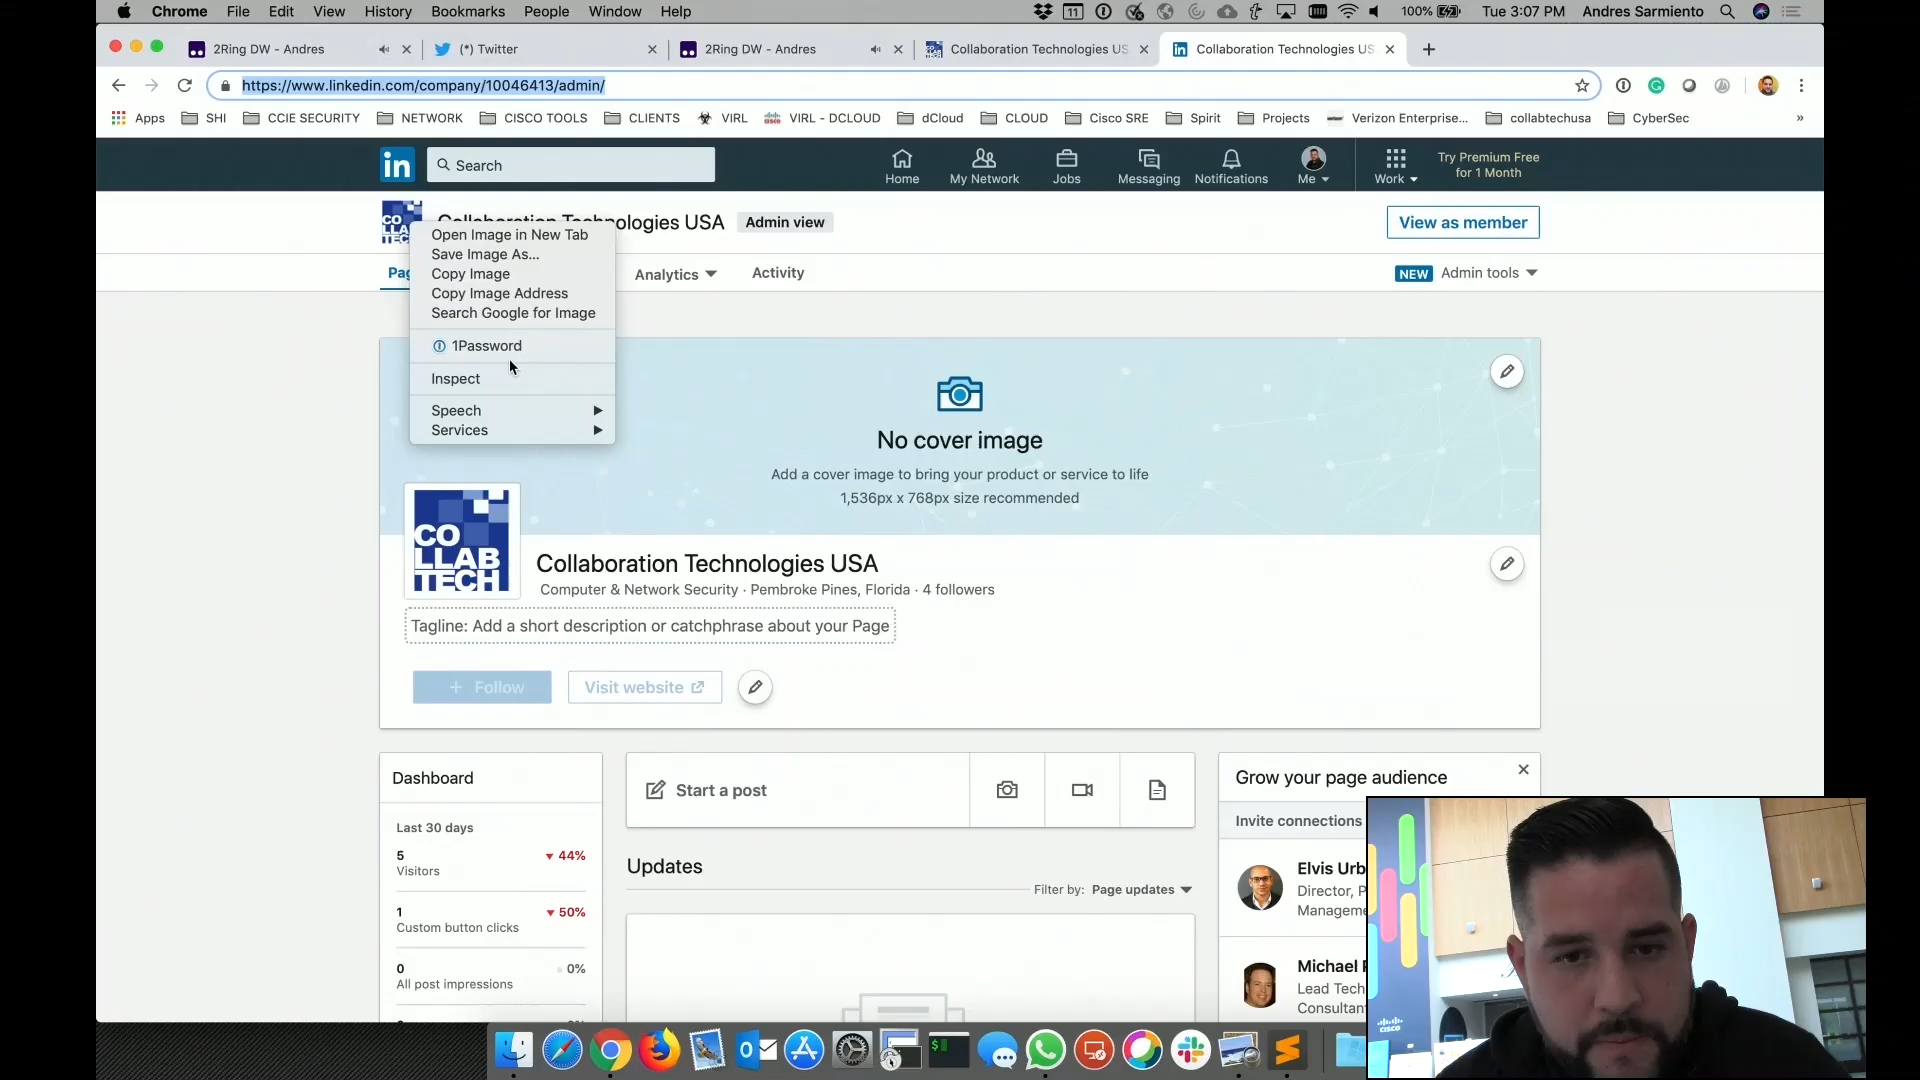 Chrome File Edit View History Bookmarks People Window Help
11 100% Tue 3:07 PM Andres Sarmiento
2Ring DW - Andres
(*) Twitter
2Ring DW - Andres
Collaboration Technologies US
Collaboration Technologies US
https://www.linkedin.com/company/10046413/admin/
Apps SHI CCIE SECURITY NETWORK CISCO TOOLS CLIENTS VIRL VIRL - DCLOUD dCloud CLOUD Cisco SRE Spirit Projects Verizon Enterprise... collabtechusa CyberSec »
in Search Home My Network Jobs Messaging Notifications Me Work
Try Premium Free
for 1 Month
Collaboration Technologies USA Admin view View as member
Analytics Activity NEW Admin tools
Open Image in New Tab
Save Image As...
Copy Image
Copy Image Address
Search Google for Image
1Password
Inspect
Speech
Services
No cover image
Add a cover image to bring your product or service to life
1,536px x 768px size recommended
CO
LLAB
TECH
Collaboration Technologies USA
Computer & Network Security · Pembroke Pines, Florida · 4 followers
Tagline: Add a short description or catchphrase about your Page
+ Follow Visit website
Dashboard
Last 30 days
5 44%
Visitors
1 50%
Custom button clicks
0 0%
All post impressions
Start a post
Updates
Filter by: Page updates
Grow your page audience
Invite connections
Elvis Urb
Director, P
Manageme
Michael
Lead Tech
Consultan
cisco